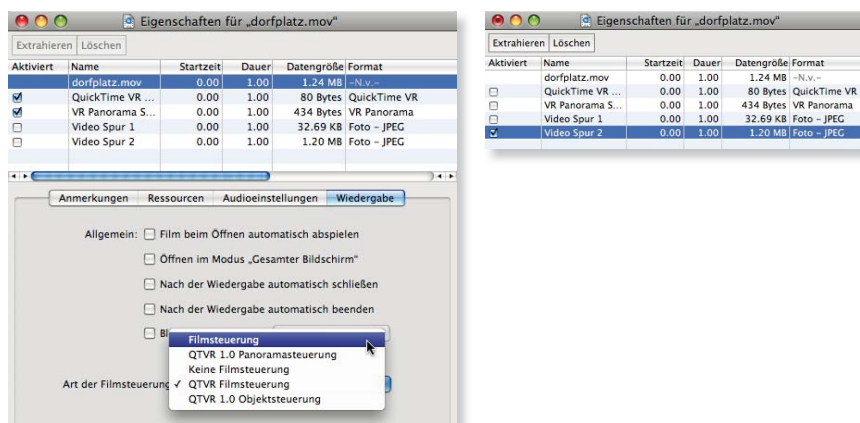 Eigenschaften für „dorfplatz.mov“
Extrahieren Löschen
Aktiviert Name Startzeit Dauer Datengröße Format
dorfplatz.mov 0.00 1.00 1.24 MB –N.v.–
QuickTime VR ... 0.00 1.00 80 Bytes QuickTime VR
VR Panorama S... 0.00 1.00 434 Bytes VR Panorama
Video Spur 1 0.00 1.00 32.69 KB Foto – JPEG
Video Spur 2 0.00 1.00 1.20 MB Foto – JPEG
Anmerkungen Ressourcen Audioeinstellungen Wiedergabe
Allgemein: Film beim Öffnen automatisch abspielen
Öffnen im Modus „Gesamter Bildschirm“
Nach der Wiedergabe automatisch schließen
Nach der Wiedergabe automatisch beenden
Filmsteuerung
QTVR 1.0 Panoramasteuerung
Keine Filmsteuerung
Art der Filmsteuerung ✓ QTVR Filmsteuerung
QTVR 1.0 Objektsteuerung
Eigenschaften für „dorfplatz.mov“
Extrahieren Löschen
Aktiviert Name Startzeit Dauer Datengröße Format
dorfplatz.mov 0.00 1.00 1.24 MB –N.v.–
QuickTime VR ... 0.00 1.00 80 Bytes QuickTime VR
VR Panorama S... 0.00 1.00 434 Bytes VR Panorama
Video Spur 1 0.00 1.00 32.69 KB Foto – JPEG
Video Spur 2 0.00 1.00 1.20 MB Foto – JPEG